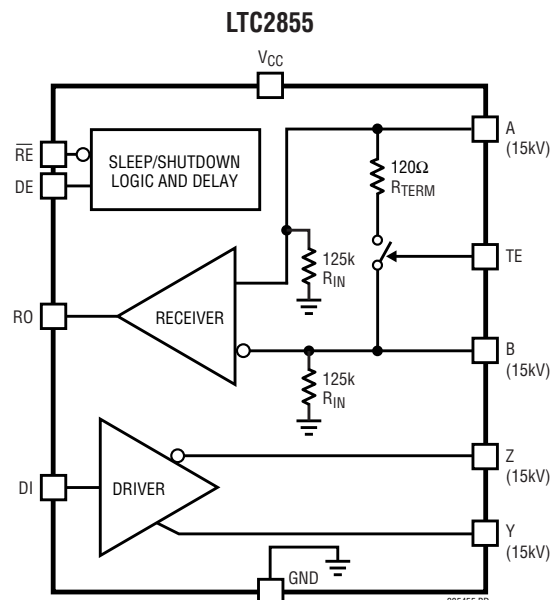 LTC2855
VCC
RE
DE
SLEEP/SHUTDOWN
LOGIC AND DELAY
A
(15kV)
120Ω
RTERM
125k
RIN
TE
RO
RECEIVER
B
(15kV)
125k
RIN
Z
(15kV)
DI
DRIVER
Y
(15kV)
GND